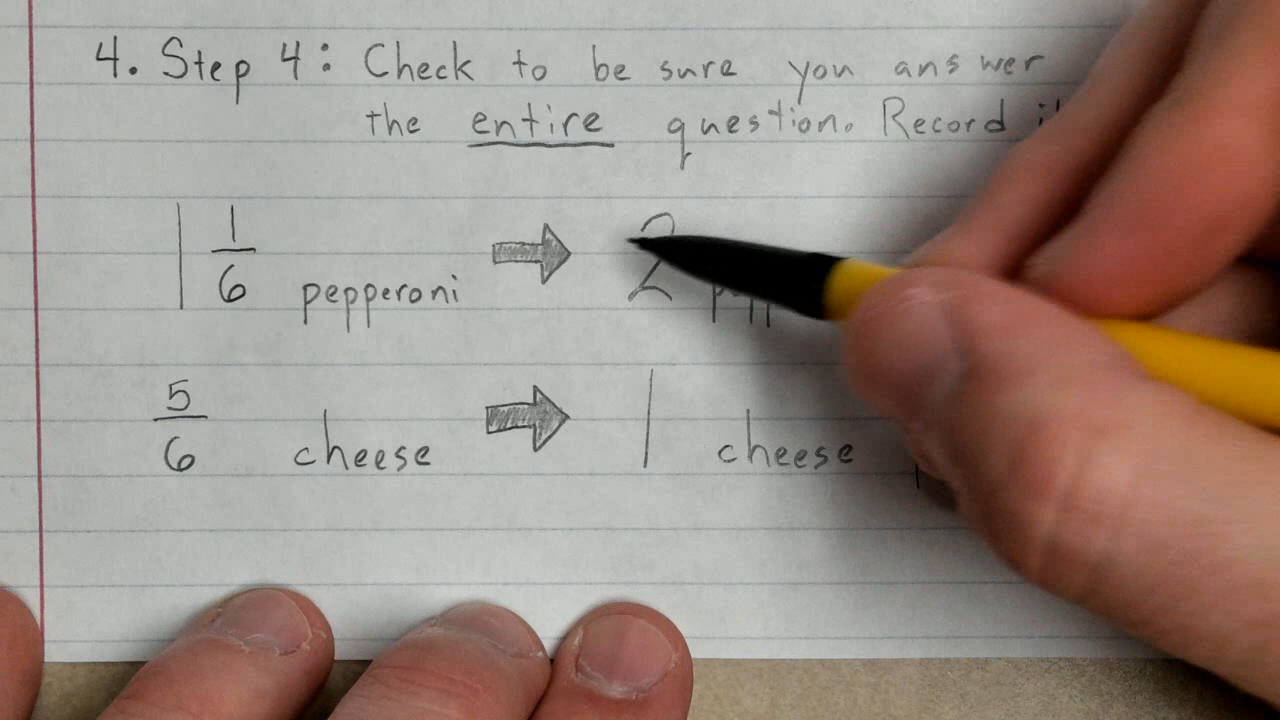 4. Step 4: Check to be sure you answer
the entire question. Record
1 1/6 pepperoni ➡ 2
5/6 cheese ➡ 1 cheese